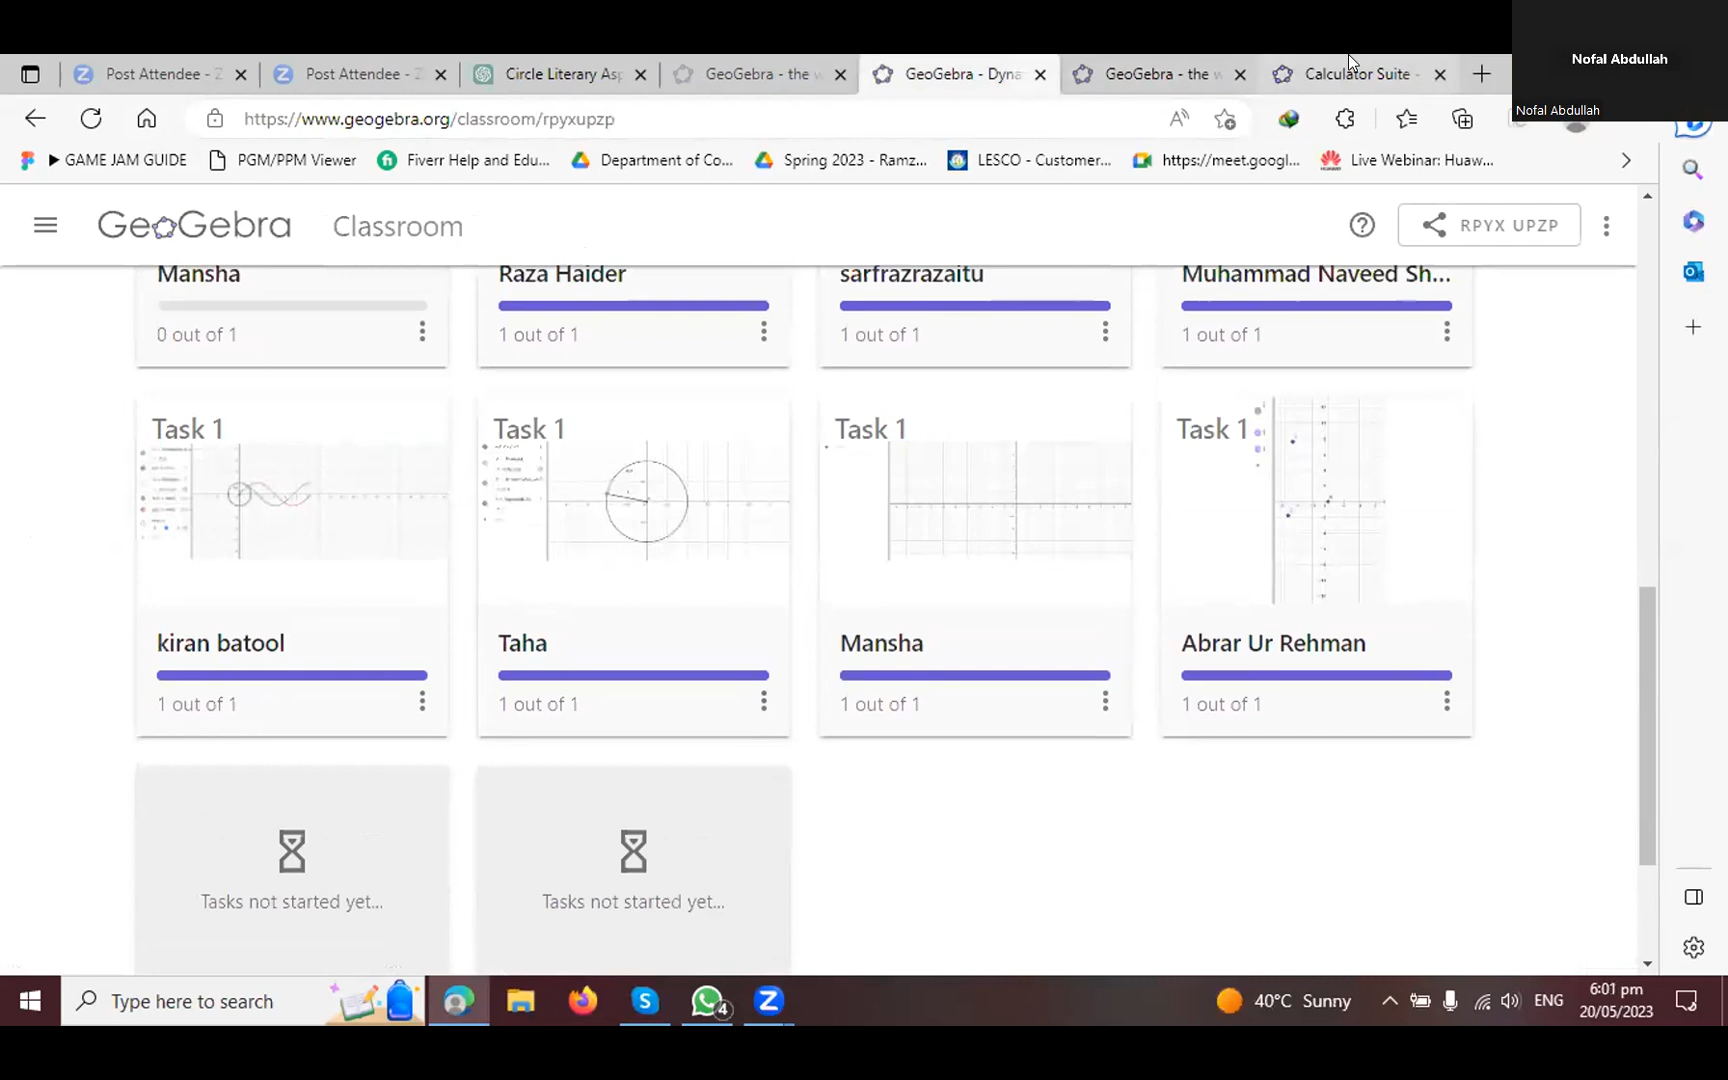 Nofal Abdullah
Nofal Abdullah
Post Attendee - Z
Post Attendee - Z
Circle Literary Asp
GeoGebra - the w
GeoGebra - Dyna
GeoGebra - the w
Calculator Suite -
https://www.geogebra.org/classroom/rpyxupzp
GAME JAM GUIDE
PGM/PPM Viewer
Fiverr Help and Edu...
Department of Co...
Spring 2023 - Ramz...
LESCO - Customer...
https://meet.googl...
Live Webinar: Huaw...
GeoGebra Classroom
RPYX UPZP
Mansha
Raza Haider
sarfrazrazaitu
Muhammad Naveed Sh...
0 out of 1
1 out of 1
1 out of 1
1 out of 1
Task 1
Task 1
Task 1
Task 1
kiran batool
Taha
Mansha
Abrar Ur Rehman
1 out of 1
1 out of 1
1 out of 1
1 out of 1
Tasks not started yet...
Tasks not started yet...
Type here to search
4
40°C Sunny
ENG
6:01 pm
20/05/2023